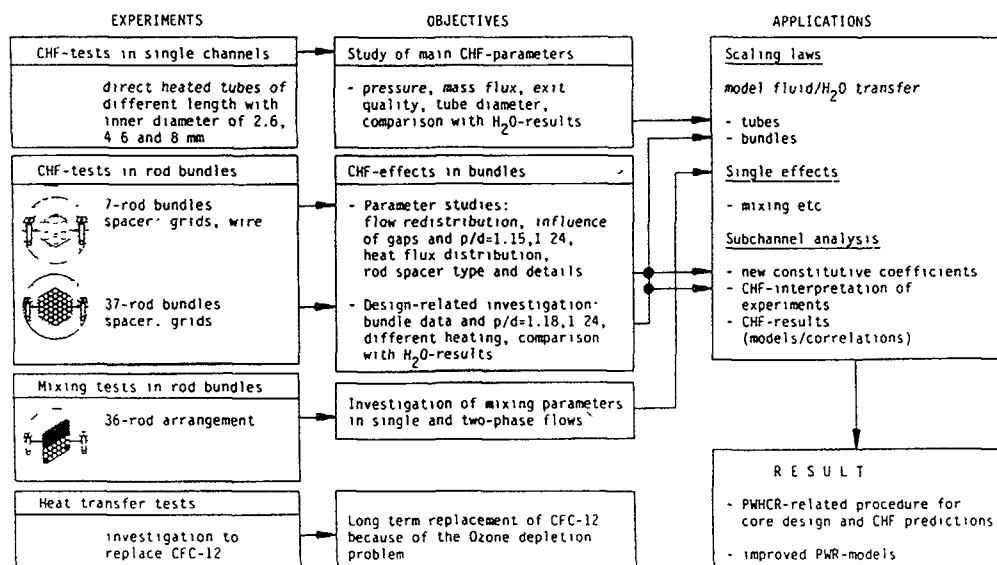 EXPERIMENTS
CHF-tests in single channels
direct heated tubes of
different length with
inner diameter of 2.6,
4 6 and 8 mm
CHF-tests in rod bundles
7-rod bundles
spacer· grids, wire
37-rod bundles
spacer. grids
Mixing tests in rod bundles
36-rod arrangement
Heat transfer tests
investigation to
replace CFC-12
OBJECTIVES
Study of main CHF-parameters
- pressure, mass flux, exit
quality, tube diameter,
comparison with H2O-results
CHF-effects in bundles
- Parameter studies:
flow redistribution, influence
of gaps and p/d=1.15,1 24,
heat flux distribution,
rod spacer type and details
- Design-related investigation·
bundle data and p/d=1.18,1 24,
different heating, comparison
with H2O-results
Investigation of mixing parameters
in single and two-phase flows
Long term replacement of CFC-12
because of the Ozone depletion
problem
APPLICATIONS
Scaling laws
model fluid/H2O transfer
- tubes
- bundles
Single effects
- mixing etc
Subchannel analysis
- new constitutive coefficients
- CHF-interpretation of
experiments
- CHF-results
(models/correlations)
R E S U L T
- PWHCR-related procedure for
core design and CHF predictions
- improved PWR-models